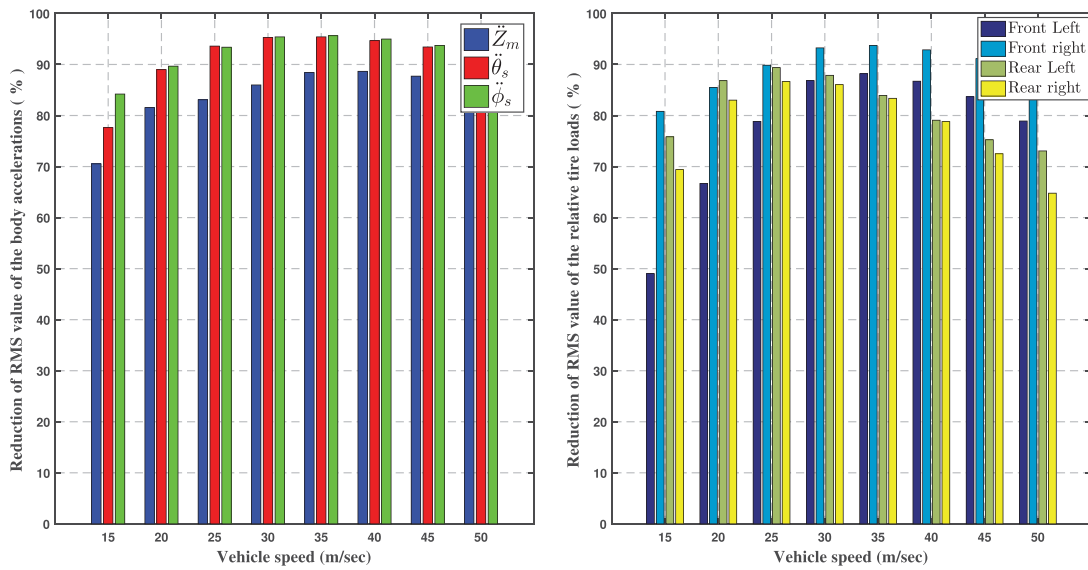 Reduction of RMS value of the body accelerations ( %)
100
90
80
70
60
50
40
30
20
10
0
15 20 25 30 35 40 45 50
Vehicle speed (m/sec)
Z̈_m
θ̈_s
ϕ̈_s
Reduction of RMS value of the relative tire loads ( %)
100
90
80
70
60
50
40
30
20
10
0
15 20 25 30 35 40 45 50
Vehicle speed (m/sec)
Front Left
Front right
Rear Left
Rear right